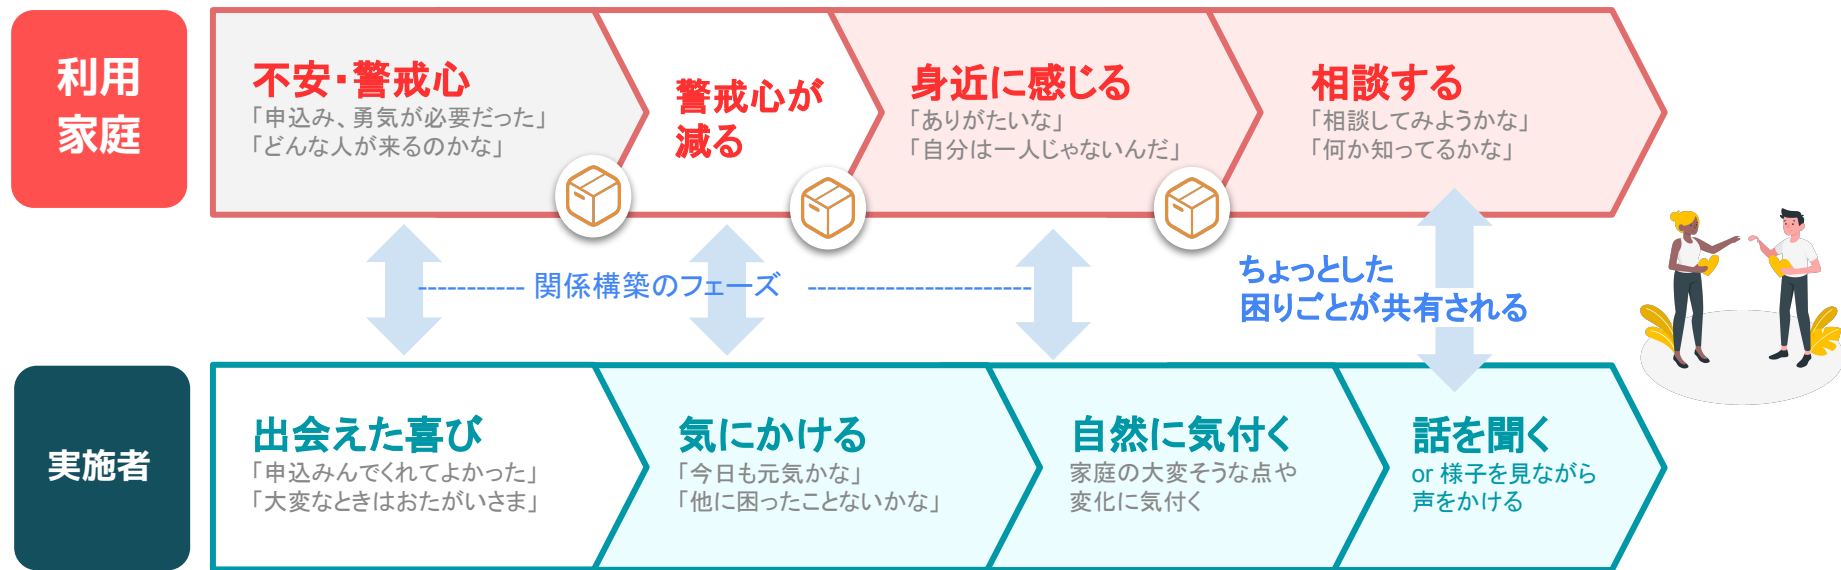 利用
家庭
不安・警戒心
「申込み、勇気が必要だった」
「どんな人が来るのかな」
警戒心が
減る
身近に感じる
「ありがたいな」
「自分は一人じゃないんだ」
相談する
「相談してみようかな」
「何か知ってるかな」
----------- 関係構築のフェーズ -----------------------
ちょっとした
困りごとが共有される
実施者
出会えた喜び
「申込みんでくれてよかった」
「大変なときはおたがいさま」
気にかける
「今日も元気かな」
「他に困ったことないかな」
自然に気付く
家庭の大変そうな点や
変化に気付く
話を聞く
or 様子を見ながら
声をかける